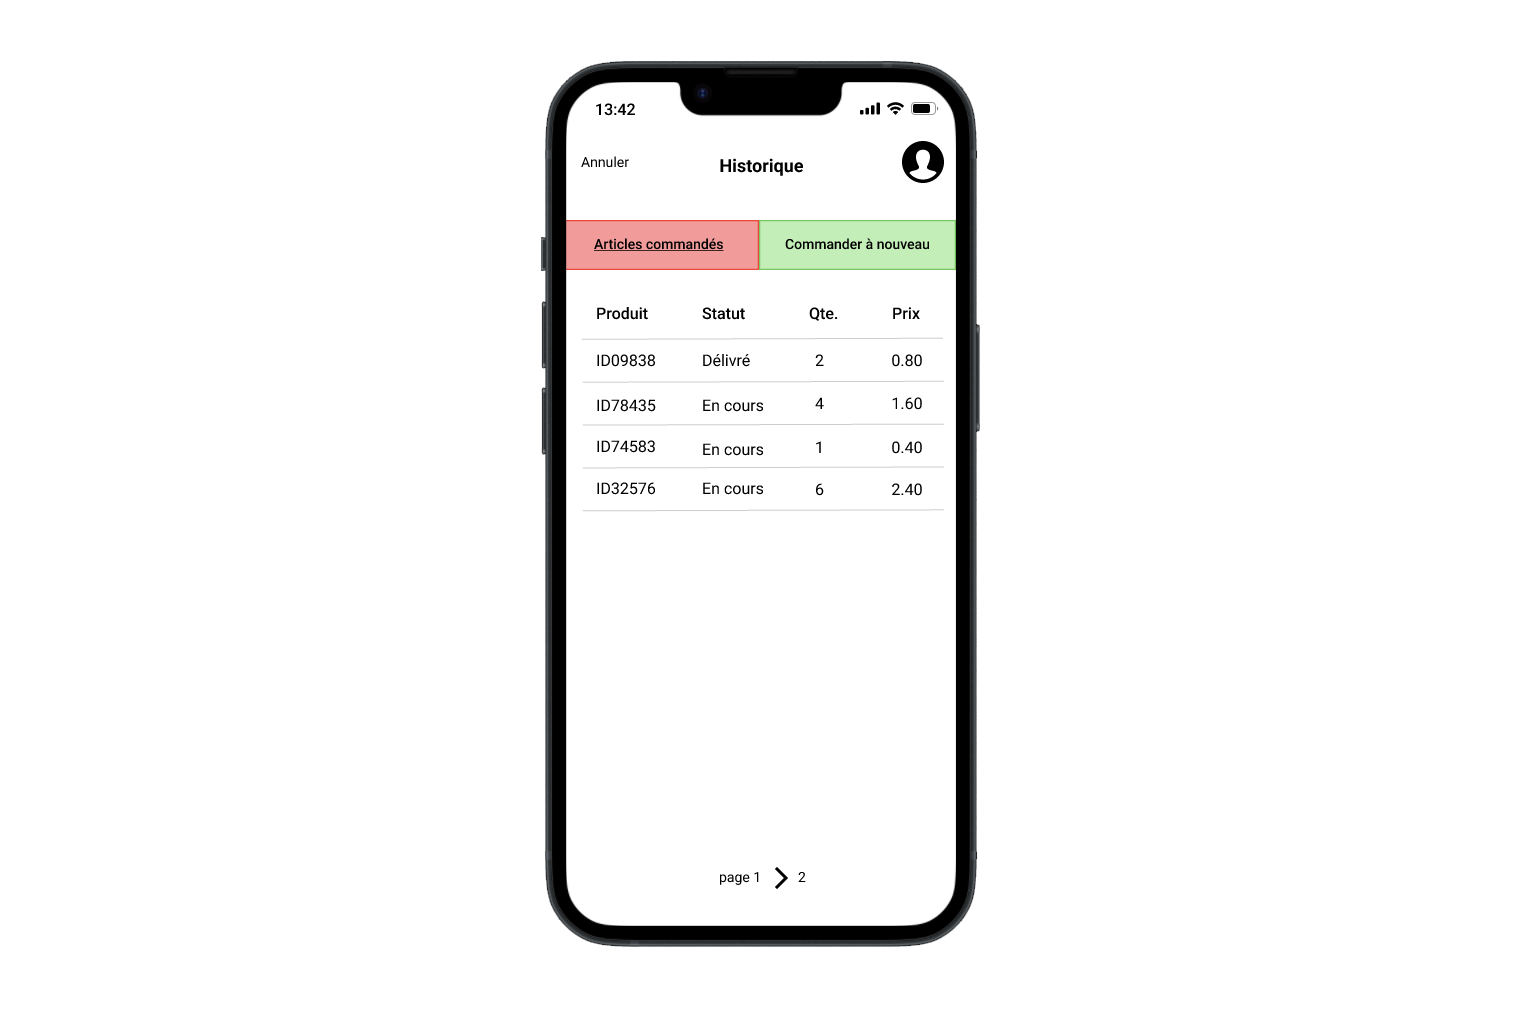 13:42
Annuler
Historique
Articles commandés
Commander à nouveau
Produit Statut Qte. Prix
ID09838 Délivré 2 0.80
ID78435 En cours 4 1.60
ID74583 En cours 1 0.40
ID32576 En cours 6 2.40
page 1 2